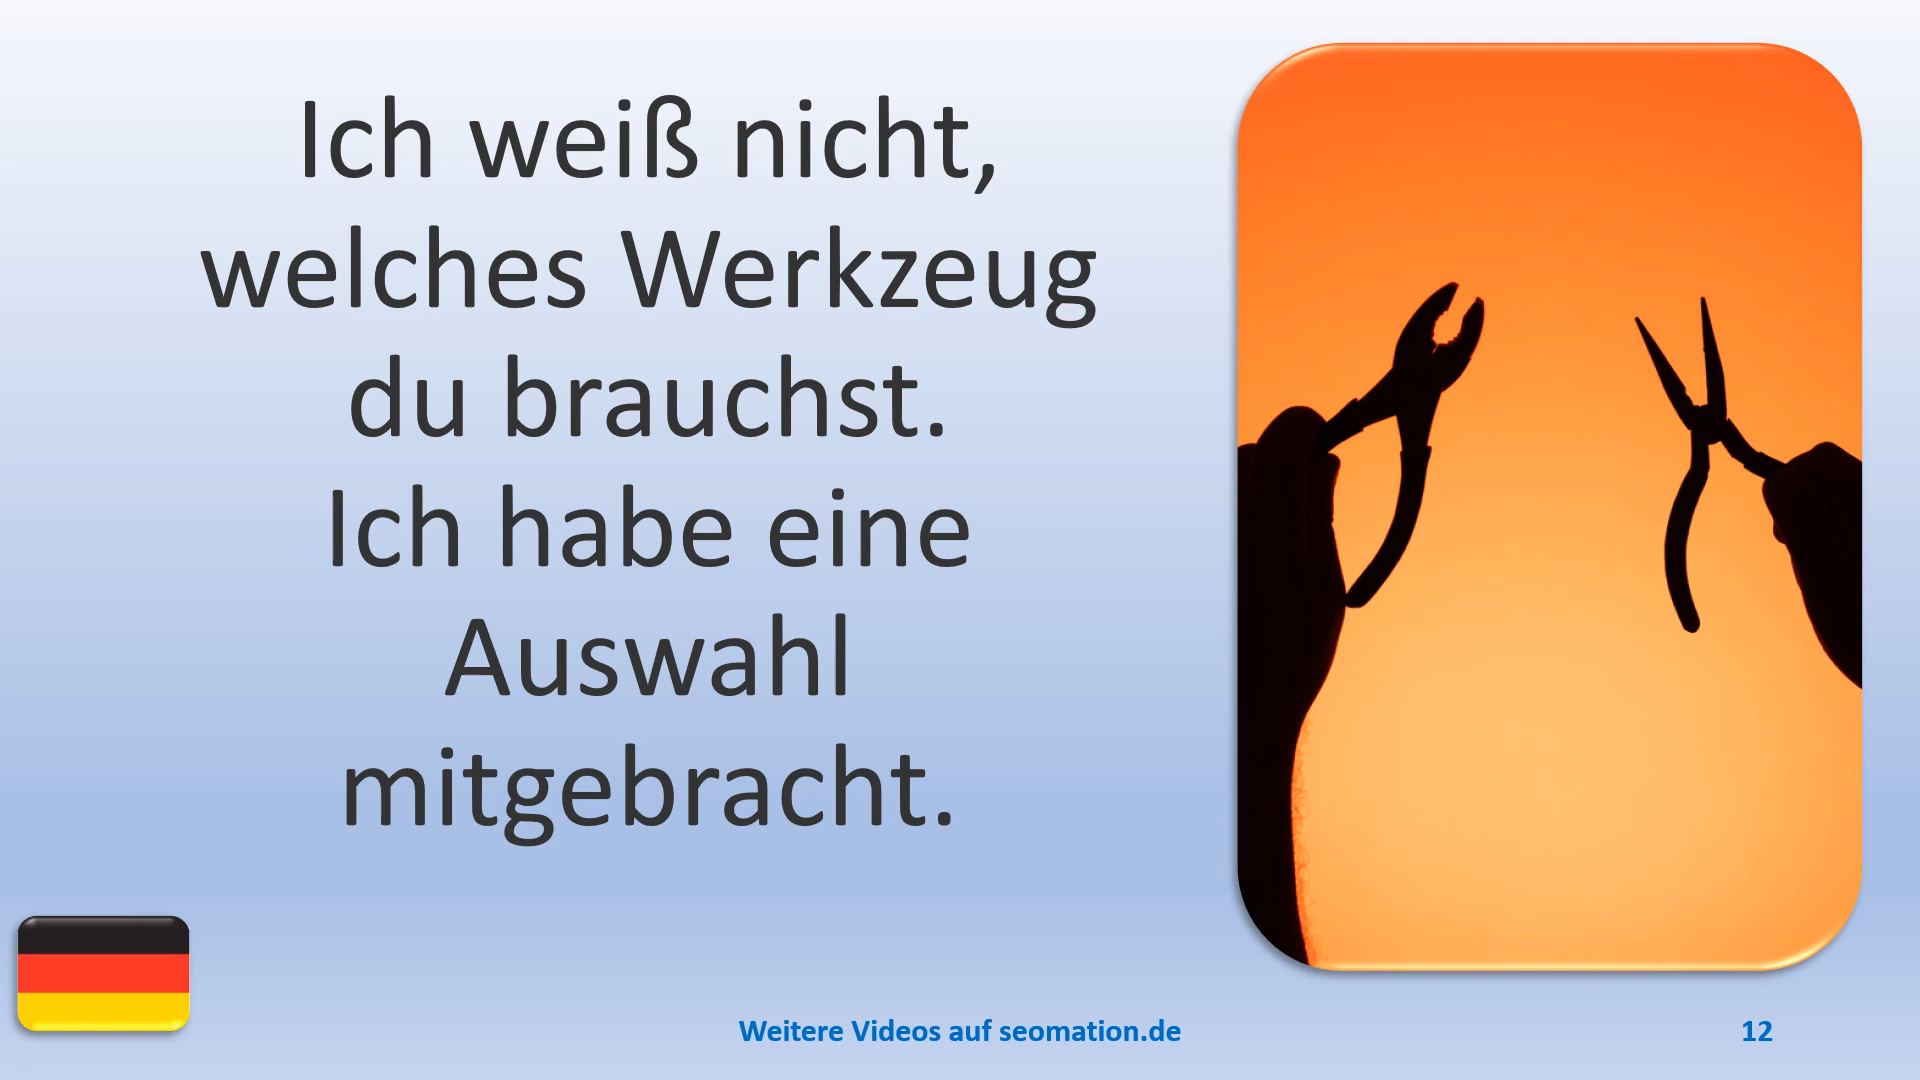 Ich weiß nicht,
welches Werkzeug
du brauchst.
Ich habe eine
Auswahl
mitgebracht.
Weitere Videos auf seomation.de
12